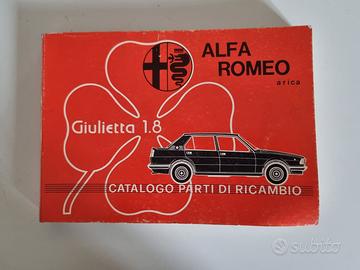 ALFA
ROMEO
arica
Giulietta 1.8
CATALOGO PARTI DI RICAMBIO
subito